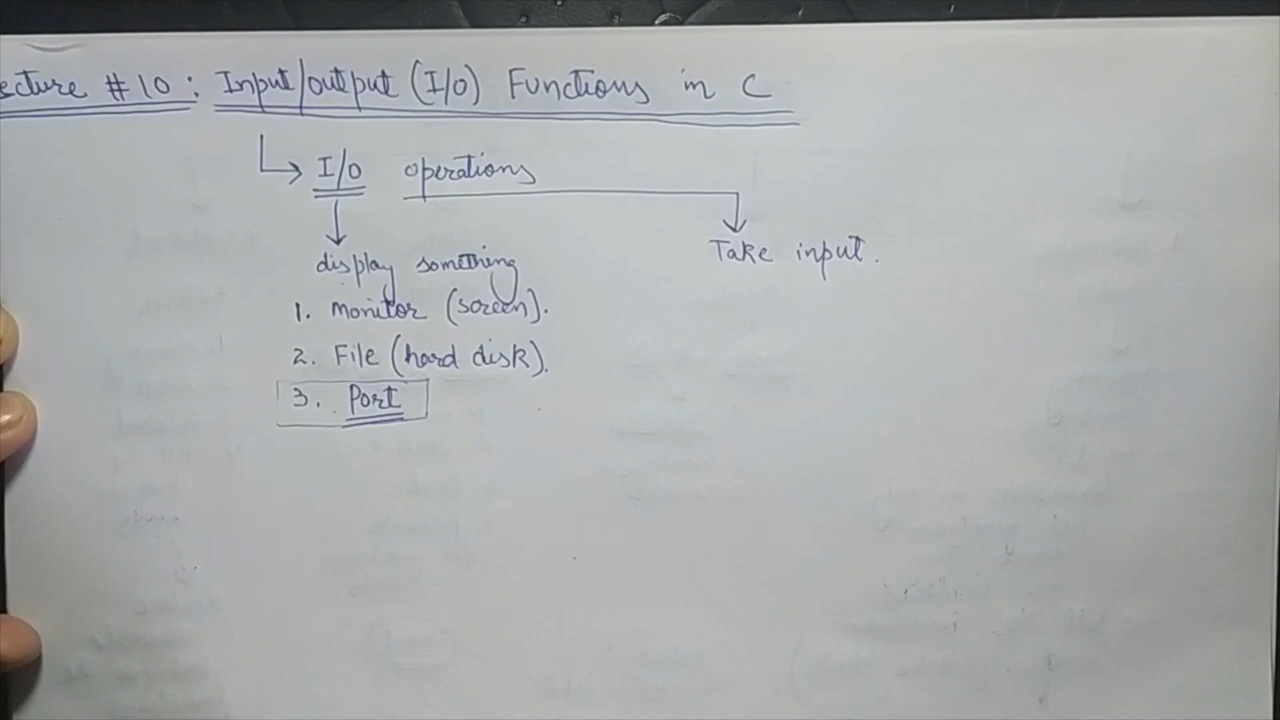 ecture # 10 : Input/output (I/O) Functions in C
I/O operations
display something
Take input.
1. Monitor (screen).
2. File (hard disk).
3. Port